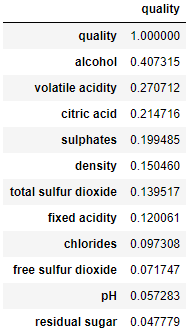 quality
quality 1.000000
alcohol 0.407315
volatile acidity 0.270712
citric acid 0.214716
sulphates 0.199485
density 0.150460
total sulfur dioxide 0.139517
fixed acidity 0.120061
chlorides 0.097308
free sulfur dioxide 0.071747
pH 0.057283
residual sugar 0.047779